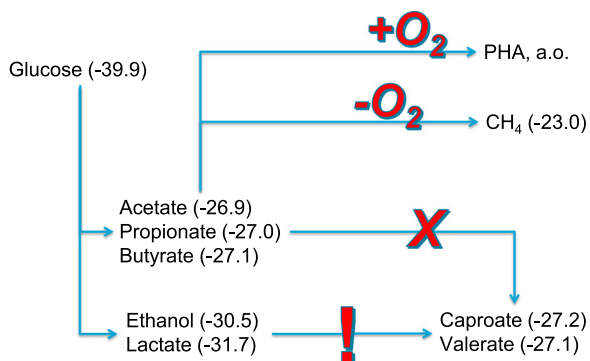 +O2
PHA, a.o.
Glucose (-39.9)
-O2
CH4 (-23.0)
Acetate (-26.9)
Propionate (-27.0)
X
Butyrate (-27.1)
Ethanol (-30.5)
Lactate (-31.7)
!
Caproate (-27.2)
Valerate (-27.1)